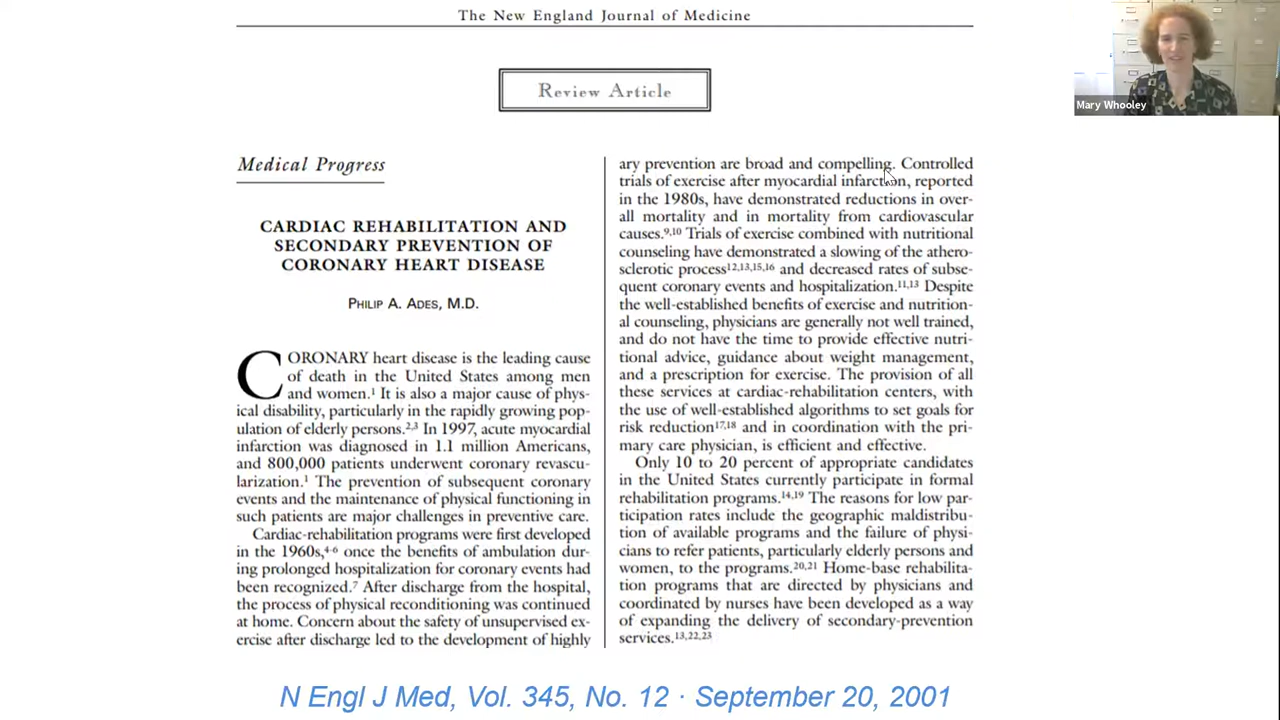 The New England Journal of Medicine
Mary Whooley
Review Article
Medical Progress
CARDIAC REHABILITATION AND
SECONDARY PREVENTION OF
CORONARY HEART DISEASE
PHILIP A. ADES, M.D.
CORONARY heart disease is the leading cause
of death in the United States among men
and women.1 It is also a major cause of phys-
ical disability, particularly in the rapidly growing pop-
ulation of elderly persons.2,3 In 1997, acute myocardial
infarction was diagnosed in 1.1 million Americans,
and 800,000 patients underwent coronary revascu-
larization.1 The prevention of subsequent coronary
events and the maintenance of physical functioning in
such patients are major challenges in preventive care.
Cardiac-rehabilitation programs were first developed
in the 1960s,4-6 once the benefits of ambulation dur-
ing prolonged hospitalization for coronary events had
been recognized.7 After discharge from the hospital,
the process of physical reconditioning was continued
at home. Concern about the safety of unsupervised ex-
ercise after discharge led to the development of highly
ary prevention are broad and compelling. Controlled
trials of exercise after myocardial infarction, reported
in the 1980s, have demonstrated reductions in over-
all mortality and in mortality from cardiovascular
causes.9,10 Trials of exercise combined with nutritional
counseling have demonstrated a slowing of the athero-
sclerotic process12,13,15,16 and decreased rates of subse-
quent coronary events and hospitalization.11,13 Despite
the well-established benefits of exercise and nutrition-
al counseling, physicians are generally not well trained,
and do not have the time to provide effective nutri-
tional advice, guidance about weight management,
and a prescription for exercise. The provision of all
these services at cardiac-rehabilitation centers, with
the use of well-established algorithms to set goals for
risk reduction17,18 and in coordination with the pri-
mary care physician, is efficient and effective.
Only 10 to 20 percent of appropriate candidates
in the United States currently participate in formal
rehabilitation programs.14,19 The reasons for low par-
ticipation rates include the geographic maldistribu-
tion of available programs and the failure of physi-
cians to refer patients, particularly elderly persons and
women, to the programs.20,21 Home-base rehabilita-
tion programs that are directed by physicians and
coordinated by nurses have been developed as a way
of expanding the delivery of secondary-prevention
services.13,22,23
N Engl J Med, Vol. 345, No. 12 · September 20, 2001